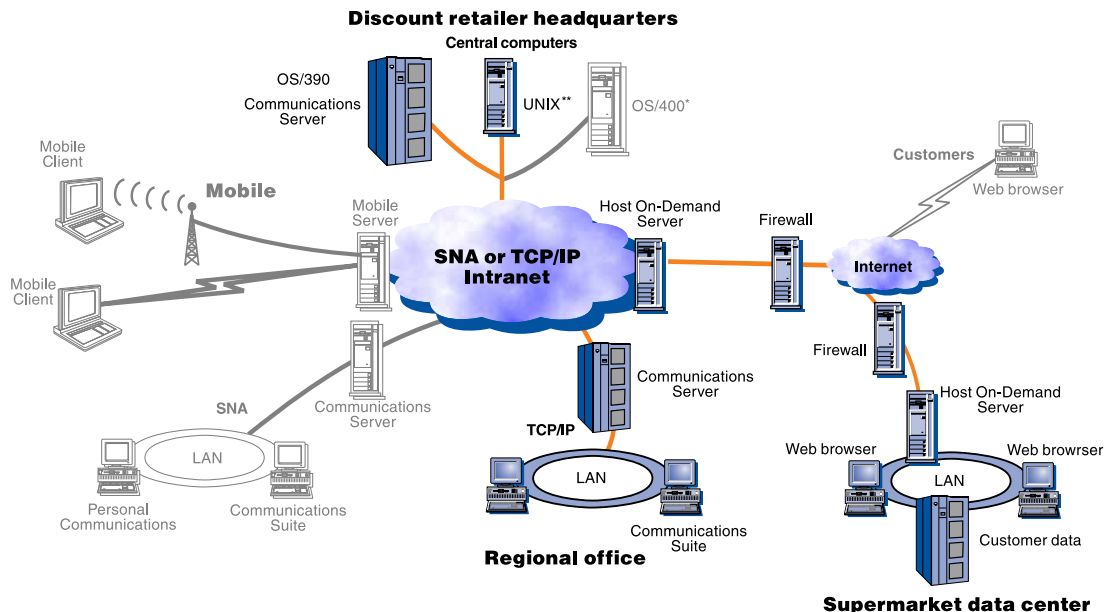 Discount retailer headquarters
Central computers
OS/390
Communications
Server
UNIX**
OS/400*
Mobile
Client
Mobile
Customers
Web browser
Mobile
Server
Host On-Demand
Server
Firewall
SNA or TCP/IP
Intranet
Internet
Mobile
Client
Firewall
Communications
Server
SNA
Communications
Server
Host On-Demand
Server
TCP/IP
LAN
Web browser
Web browrser
LAN
LAN
Personal
Communications
Communications
Suite
Communications
Suite
Customer data
Regional office
Supermarket data center